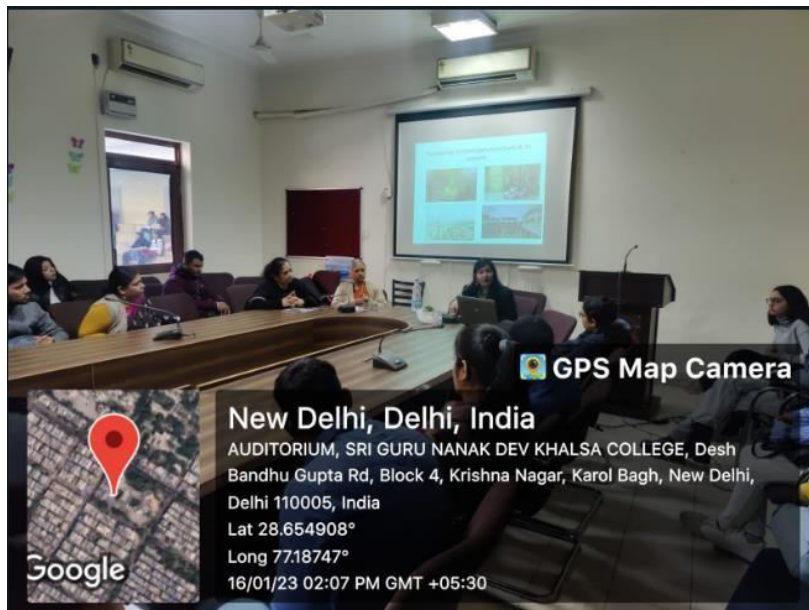 GPS Map Camera
New Delhi, Delhi, India
AUDITORIUM, SRI GURU NANAK DEV KHALSA COLLEGE, Desh
Bandhu Gupta Rd, Block 4, Krishna Nagar, Karol Bagh, New Delhi,
Delhi 110005, India
Lat 28.654908°
Long 77.18747°
16/01/23 02:07 PM GMT +05:30
Google